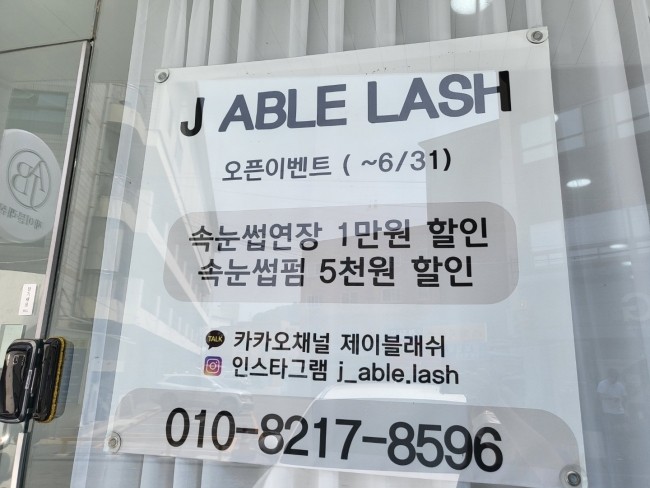 J ABLE LASH
오픈이벤트 ( ~6/31)
속눈썹연장 1만원 할인
속눈썹펌 5천원 할인
TALK 카카오채널 제이블래쉬
인스타그램 j_able.lash
010-8217-8596